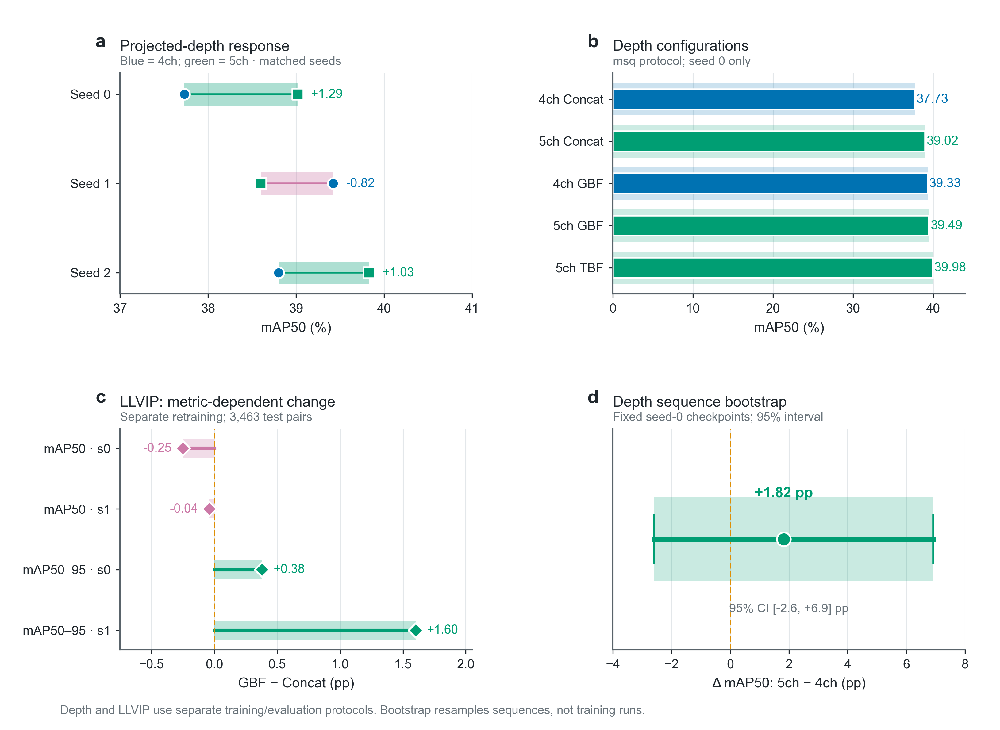 a
Projected-depth response
Blue = 4ch; green = 5ch · matched seeds
Seed 0
+1.29
Seed 1
-0.82
Seed 2
+1.03
37 38 39 40 41
mAP50 (%)
b
Depth configurations
msq protocol; seed 0 only
4ch Concat
37.73
5ch Concat
39.02
4ch GBF
39.33
5ch GBF
39.49
5ch TBF
39.98
0 10 20 30 40
mAP50 (%)
c
LLVIP: metric-dependent change
Separate retraining; 3,463 test pairs
mAP50 · s0
-0.25
mAP50 · s1
-0.04
mAP50–95 · s0
+0.38
mAP50–95 · s1
+1.60
−0.5 0.0 0.5 1.0 1.5 2.0
GBF − Concat (pp)
d
Depth sequence bootstrap
Fixed seed-0 checkpoints; 95% interval
+1.82 pp
95% CI [-2.6, +6.9] pp
−4 −2 0 2 4 6 8
Δ mAP50: 5ch − 4ch (pp)
Depth and LLVIP use separate training/evaluation protocols. Bootstrap resamples sequences, not training runs.